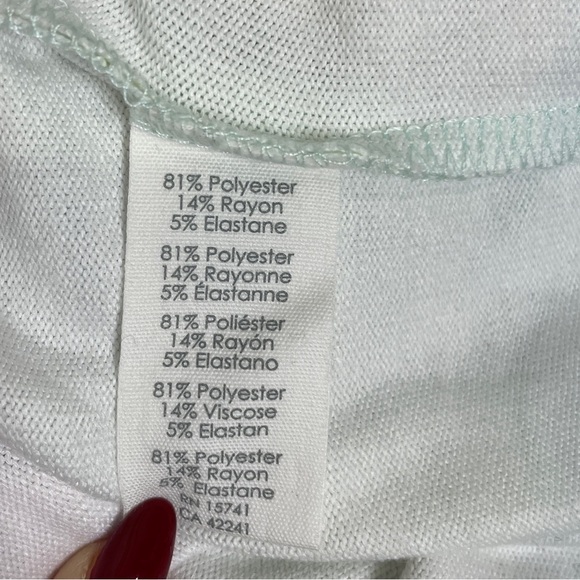 81% Polyester
14% Rayon
5% Elastane
81% Polyester
14% Rayonne
5% Élastanne
81% Poliéster
14% Rayón
5% Elastano
81% Polyester
14% Viscose
5% Elastan
81% Polyester
14% Rayon
5% Elastane
RN 15741
CA 42241